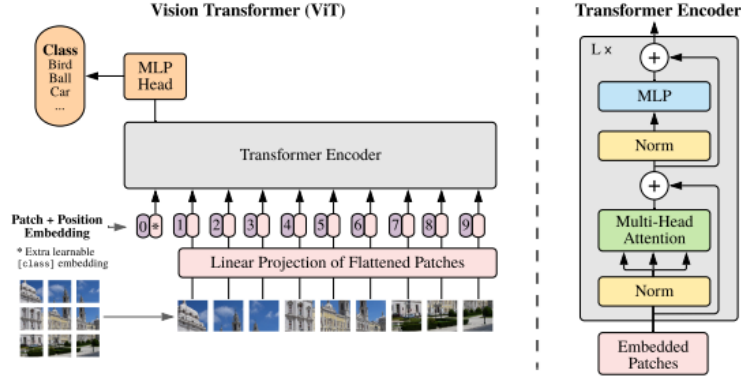 Vision Transformer (ViT)
Class
Bird
Ball
Car
...
MLP
Head
Transformer Encoder
Patch + Position
Embedding
0 * 1 2 3 4 5 6 7 8 9
* Extra learnable
[class] embedding
Linear Projection of Flattened Patches
Transformer Encoder
L ×
+
MLP
Norm
+
Multi-Head
Attention
Norm
Embedded
Patches